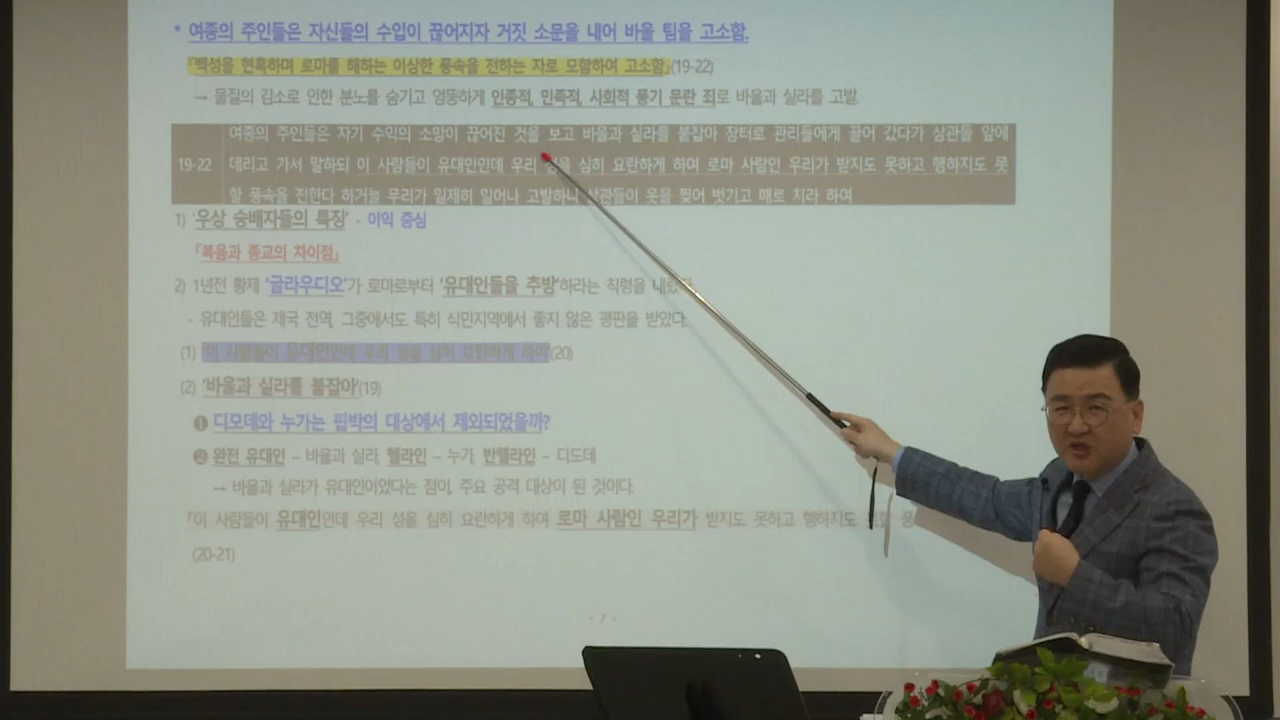 * 여종의 주인들은 자신들의 수입이 끊어지자 거짓 소문을 내어 바울 팀을 고소함.
『백성을 현혹하며 로마를 해하는 이상한 풍속을 전하는 자로 모함하여 고소함』(19-22)
→ 물질의 감소로 인한 분노를 숨기고 엉뚱하게 인종적, 민족적, 사회적 풍기 문란 죄로 바울과 실라를 고발.
여종의 주인들은 자기 수익의 소망이 끊어진 것을 보고 바울과 실라를 붙잡아 장터로 관리들에게 끌어 갔다가 상관들 앞에
19-22 데리고 가서 말하되 이 사람들이 유대인인데 우리 성을 심히 요란하게 하여 로마 사람인 우리가 받지도 못하고 행하지도 못
할 풍속을 전한다 하거늘 무리가 일제히 일어나 고발하니 상관들이 옷을 찢어 벗기고 매로 치라 하여
1) '우상 숭배자들의 특징' - 이익 중심
『복음과 종교의 차이점』
2) 1년전 황제 '글라우디오'가 로마로부터 '유대인들을 추방'하라는 칙령을 내렸다.
- 유대인들은 제국 전역, 그중에서도 특히 식민지역에서 좋지 않은 평판을 받았다.
(1) '이 사람들이 유대인인데 우리 성을 심히 요란하게 하여'(20)
(2) '바울과 실라를 붙잡아'(19)
❶ 디모데와 누가는 핍박의 대상에서 제외되었을까?
❷ 완전 유대인 – 바울과 실라, 헬라인 – 누가, 반헬라인 – 디도데
→ 바울과 실라가 유대인이었다는 점이, 주요 공격 대상이 된 것이다.
『이 사람들이 유대인인데 우리 성을 심히 요란하게 하여 로마 사람인 우리가 받지도 못하고 행하지도 못할 풍
(20-21)
- 7 -